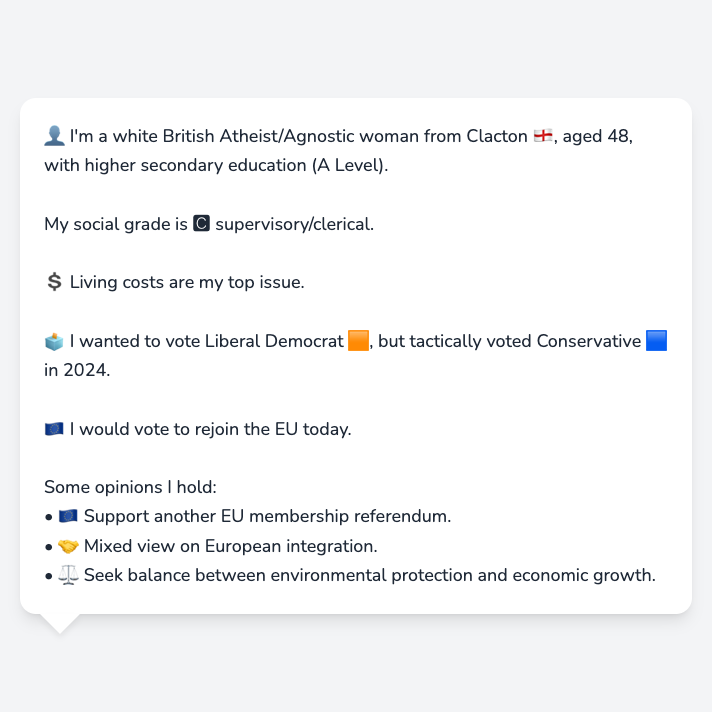 👤 I'm a white British Atheist/Agnostic woman from Clacton 🏴󠁧󠁢󠁥󠁮󠁧󠁿, aged 48,
with higher secondary education (A Level).
My social grade is 🅲 supervisory/clerical.
💲 Living costs are my top issue.
🗳️ I wanted to vote Liberal Democrat 🟧, but tactically voted Conservative 🟦
in 2024.
🇪🇺 I would vote to rejoin the EU today.
Some opinions I hold:
• 🇪🇺 Support another EU membership referendum.
• 🤝 Mixed view on European integration.
• ⚖️ Seek balance between environmental protection and economic growth.